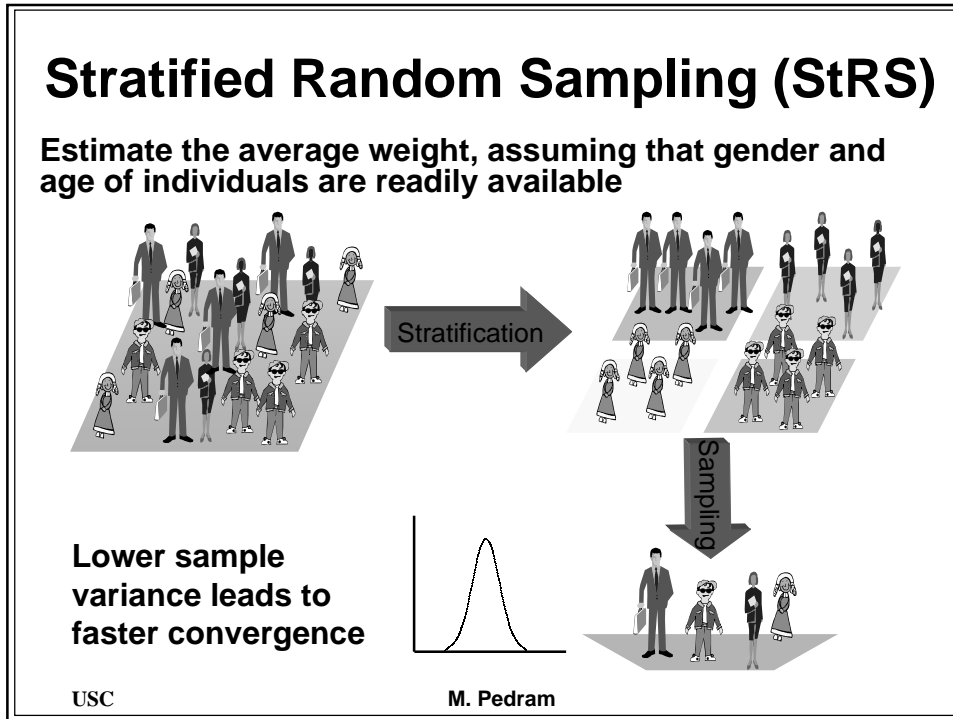 Stratified Random Sampling (StRS)
Estimate the average weight, assuming that gender and
age of individuals are readily available
Stratification
Sampling
Lower sample
variance leads to
faster convergence
USC
M. Pedram